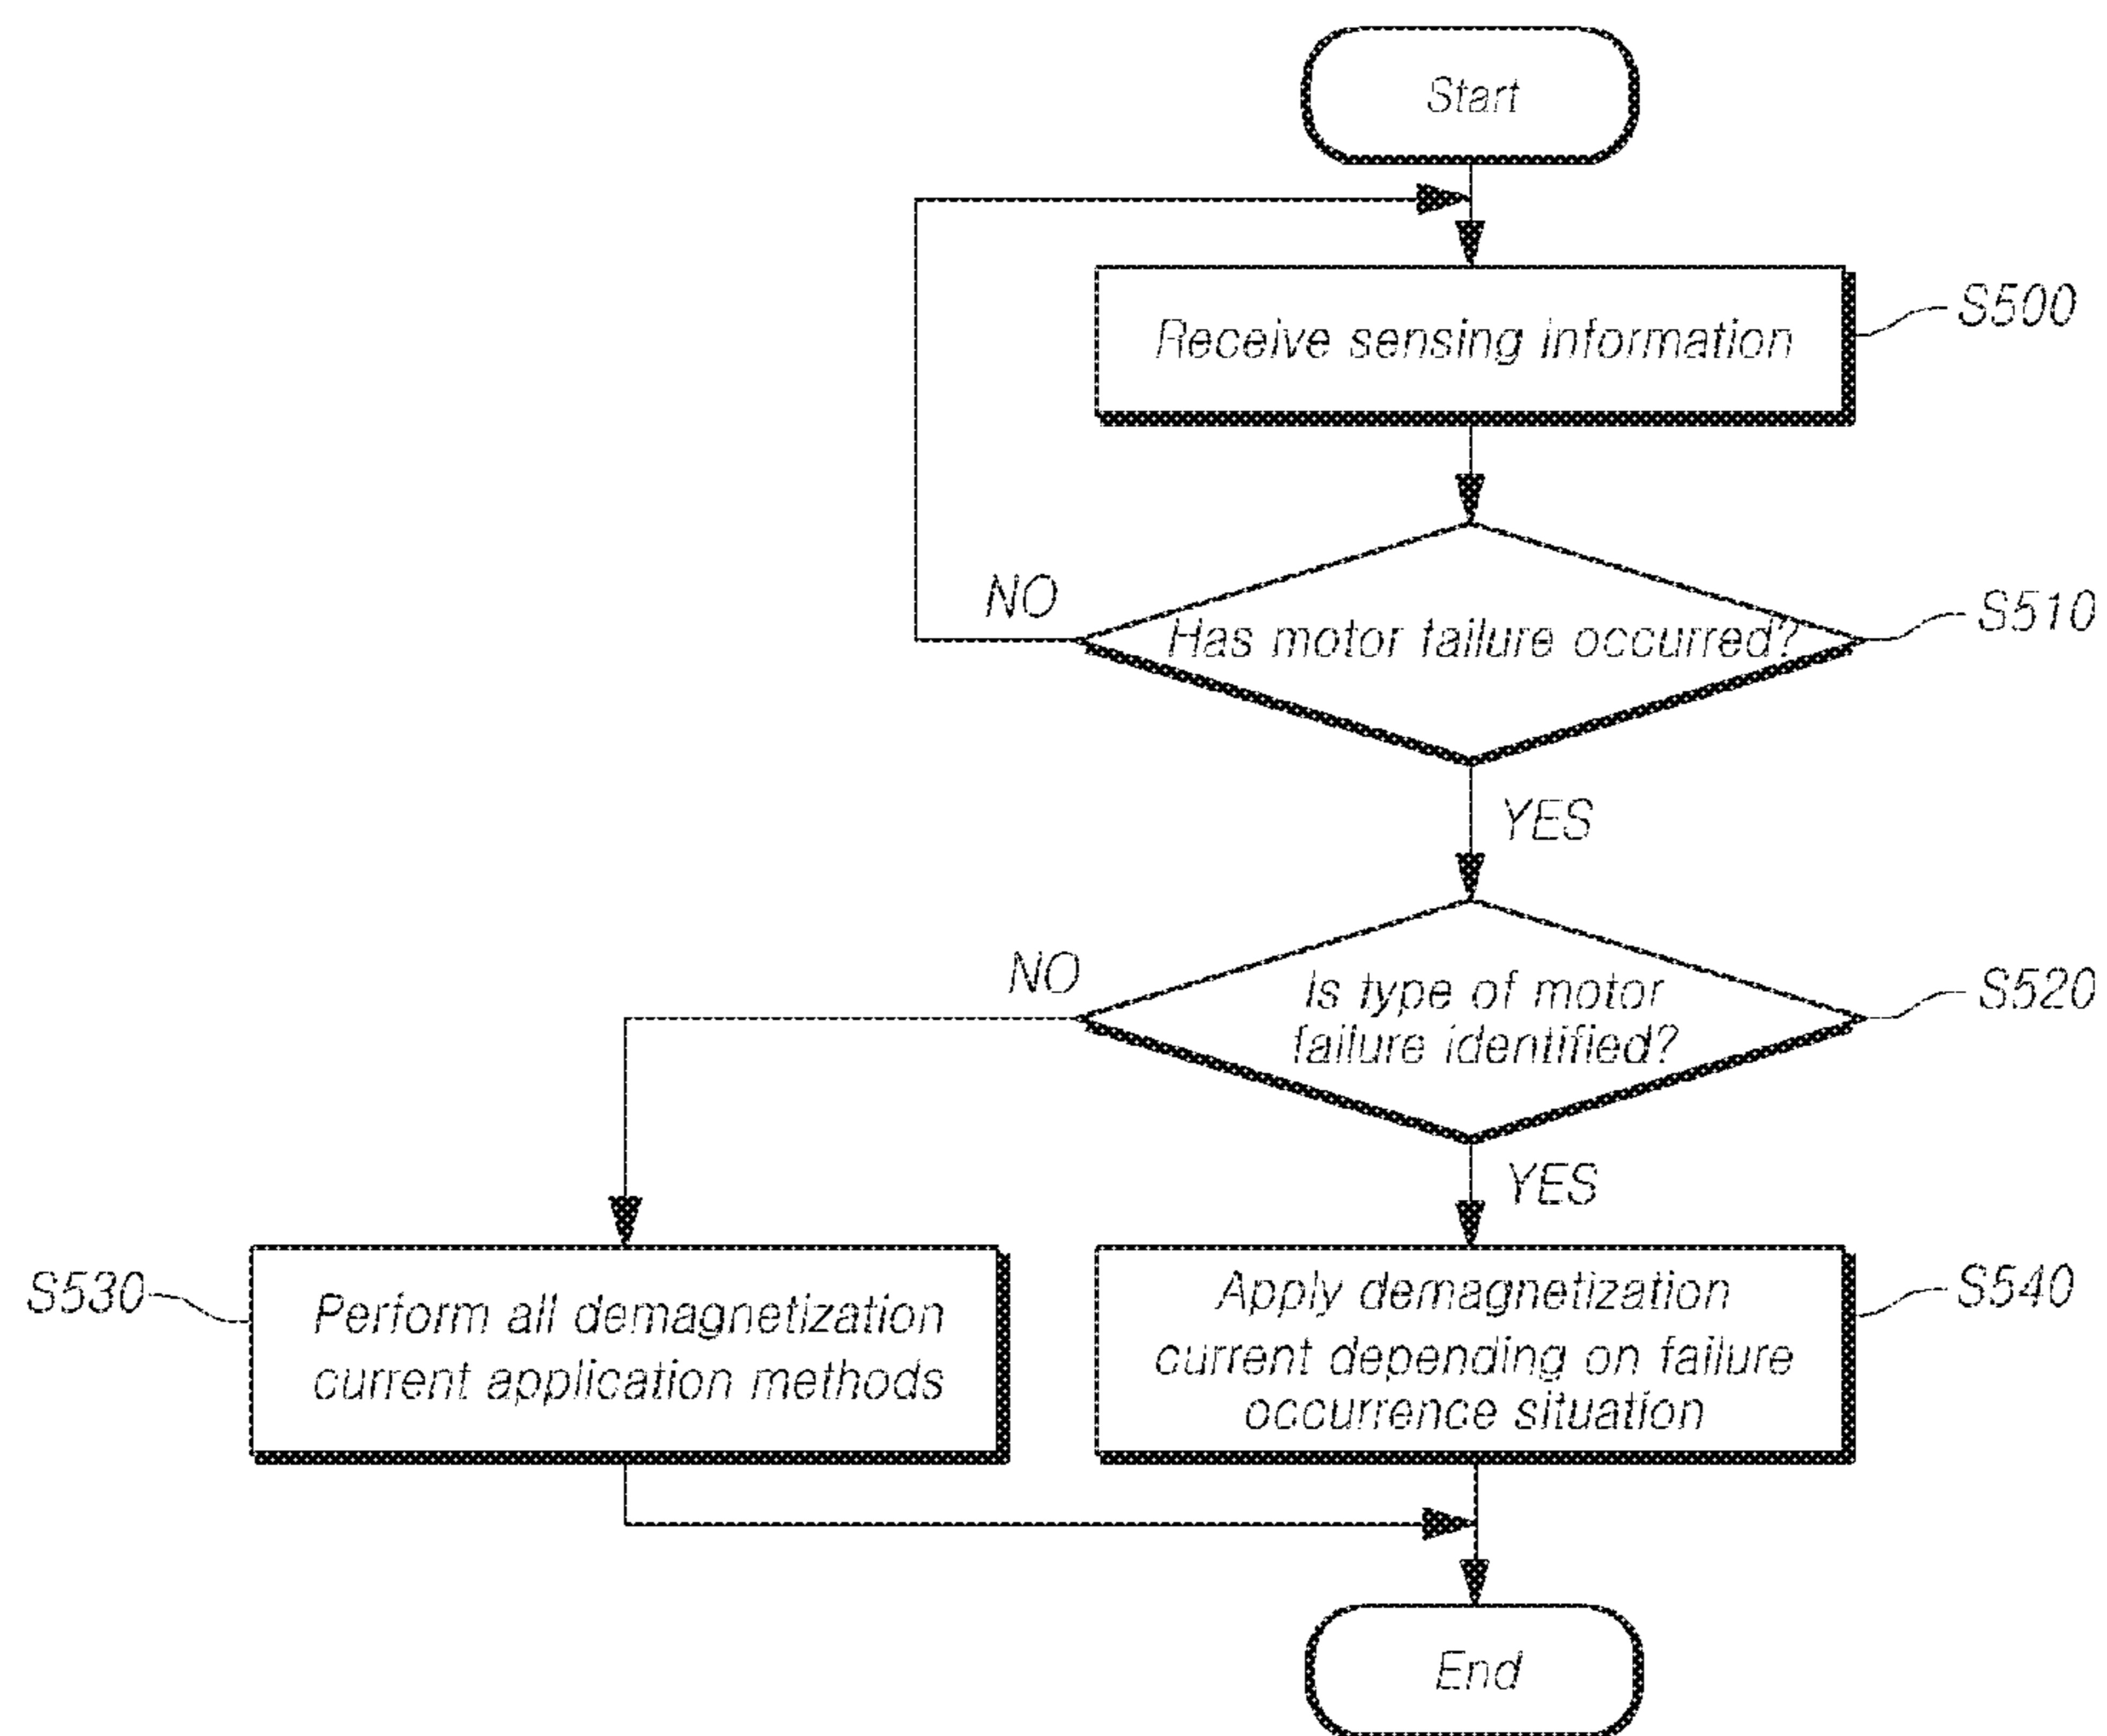 Start
Receive sensing information
S500
Has motor failure occurred?
S510
NO
YES
Is type of motor
failure identified?
S520
NO
YES
S530
Perform all demagnetization
current application methods
Apply demagnetization
current depending on failure
occurrence situation
S540
End